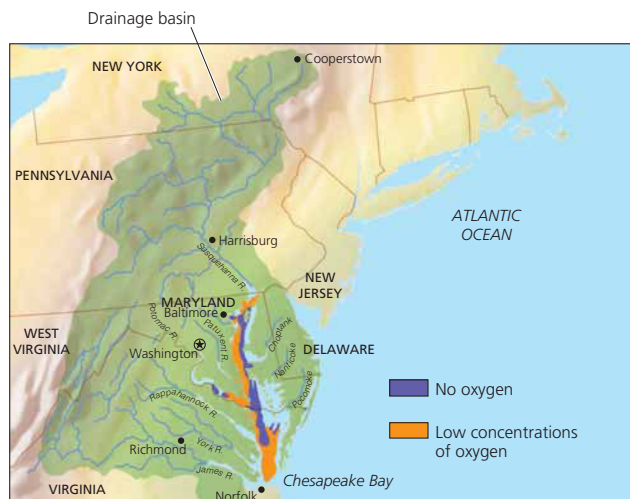 Drainage basin
NEW YORK
Cooperstown
PENNSYLVANIA
ATLANTIC
OCEAN
Harrisburg
Susquehanna R.
NEW
JERSEY
MARYLAND
Baltimore
Potomac R.
Patuxent R.
Choptank
WEST
VIRGINIA
Washington
DELAWARE
Nanticoke
Pocomoke
No oxygen
Rappahannock R.
Low concentrations
of oxygen
Richmond
York R.
James R.
Chesapeake Bay
VIRGINIA
Norfolk